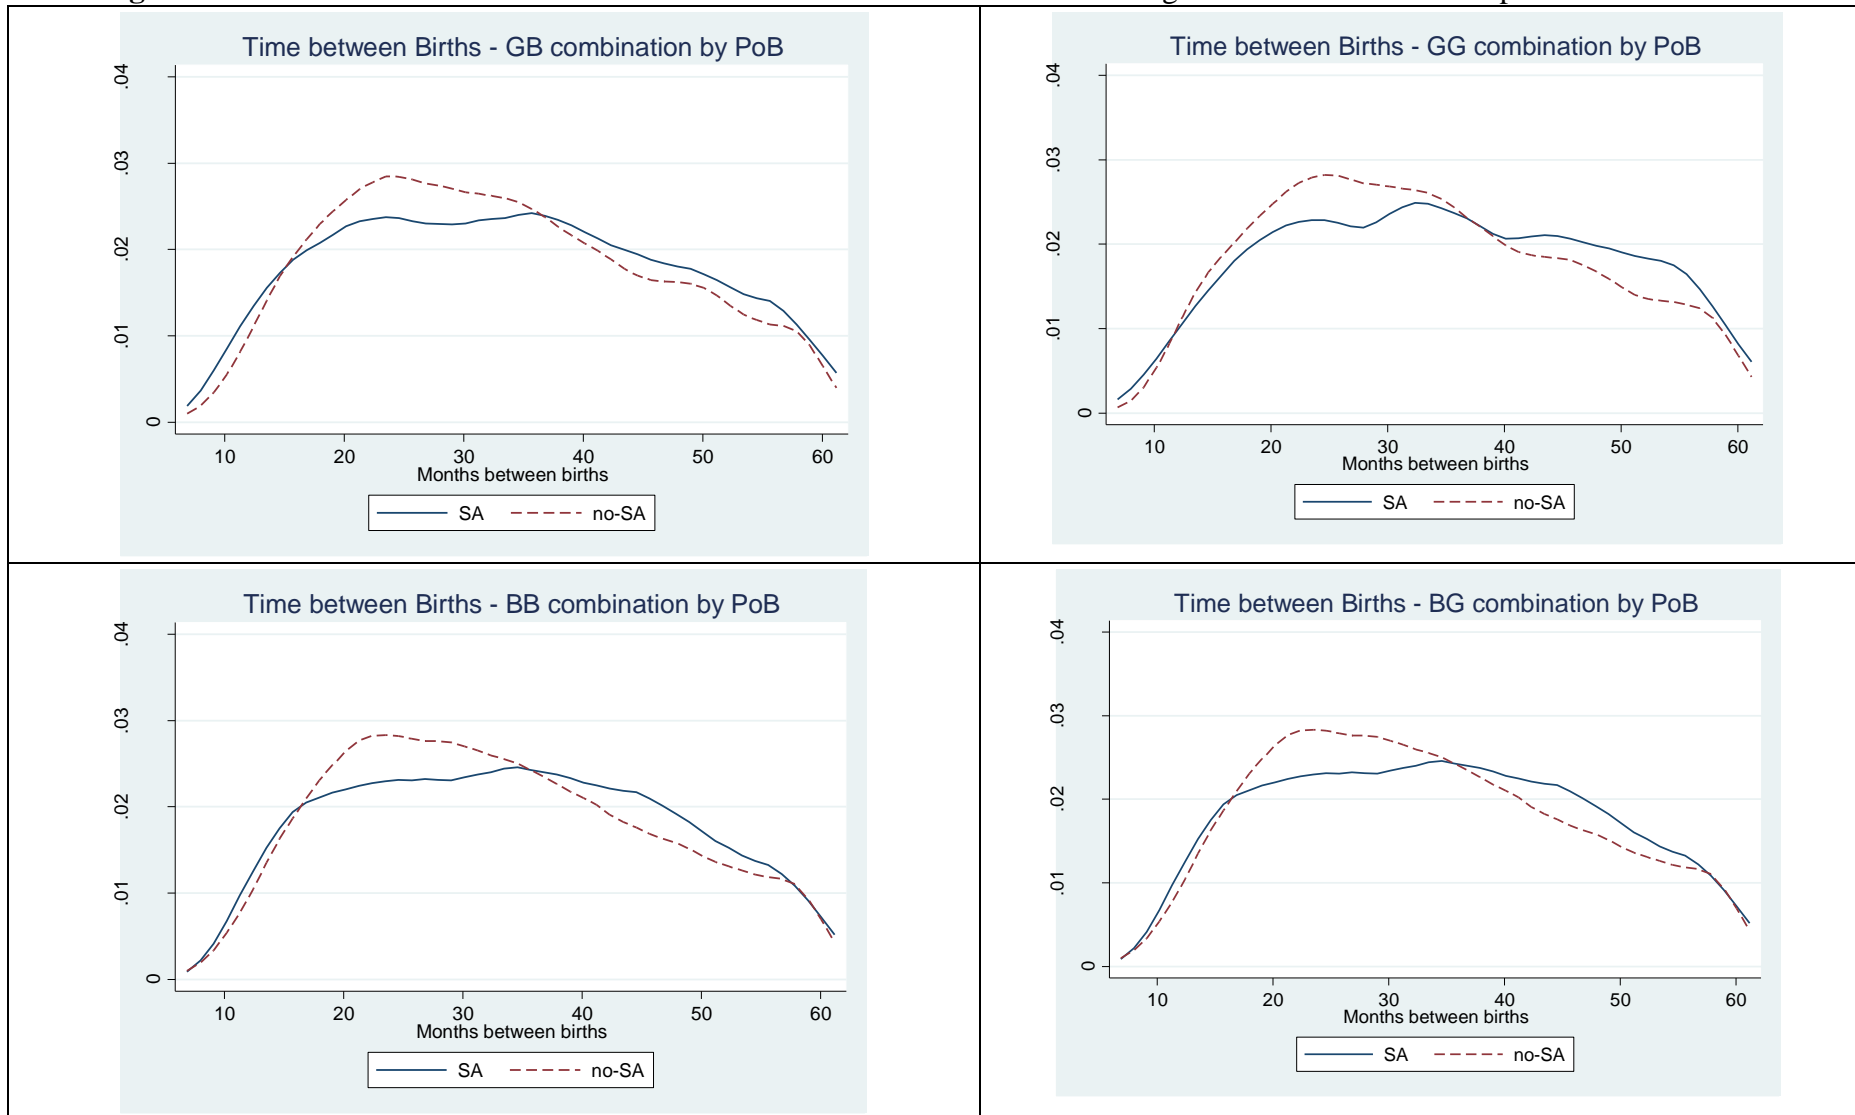 Time between Births - GB combination by PoB
.04
.03
.02
.01
0
10 20 30 40 50 60
Months between births
SA no-SA
Time between Births - GG combination by PoB
.04
.03
.02
.01
0
10 20 30 40 50 60
Months between births
SA no-SA
Time between Births - BB combination by PoB
.04
.03
.02
.01
0
10 20 30 40 50 60
Months between births
SA no-SA
Time between Births - BG combination by PoB
.04
.03
.02
.01
0
10 20 30 40 50 60
Months between births
SA no-SA